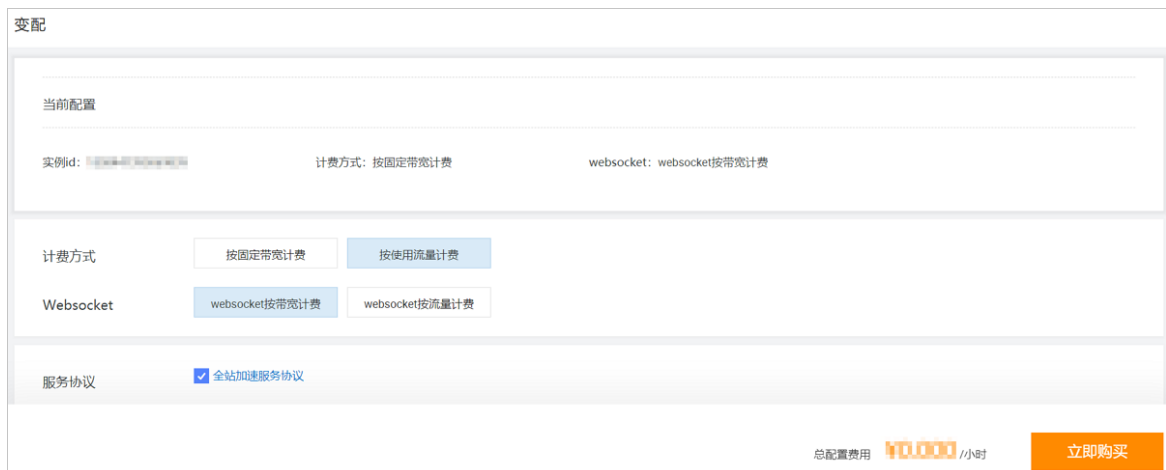 变配
当前配置
实例id:
计费方式：按固定带宽计费
websocket：websocket按带宽计费
计费方式 按固定带宽计费 按使用流量计费
Websocket websocket按带宽计费 websocket按流量计费
服务协议 全站加速服务协议
总配置费用 /小时 立即购买